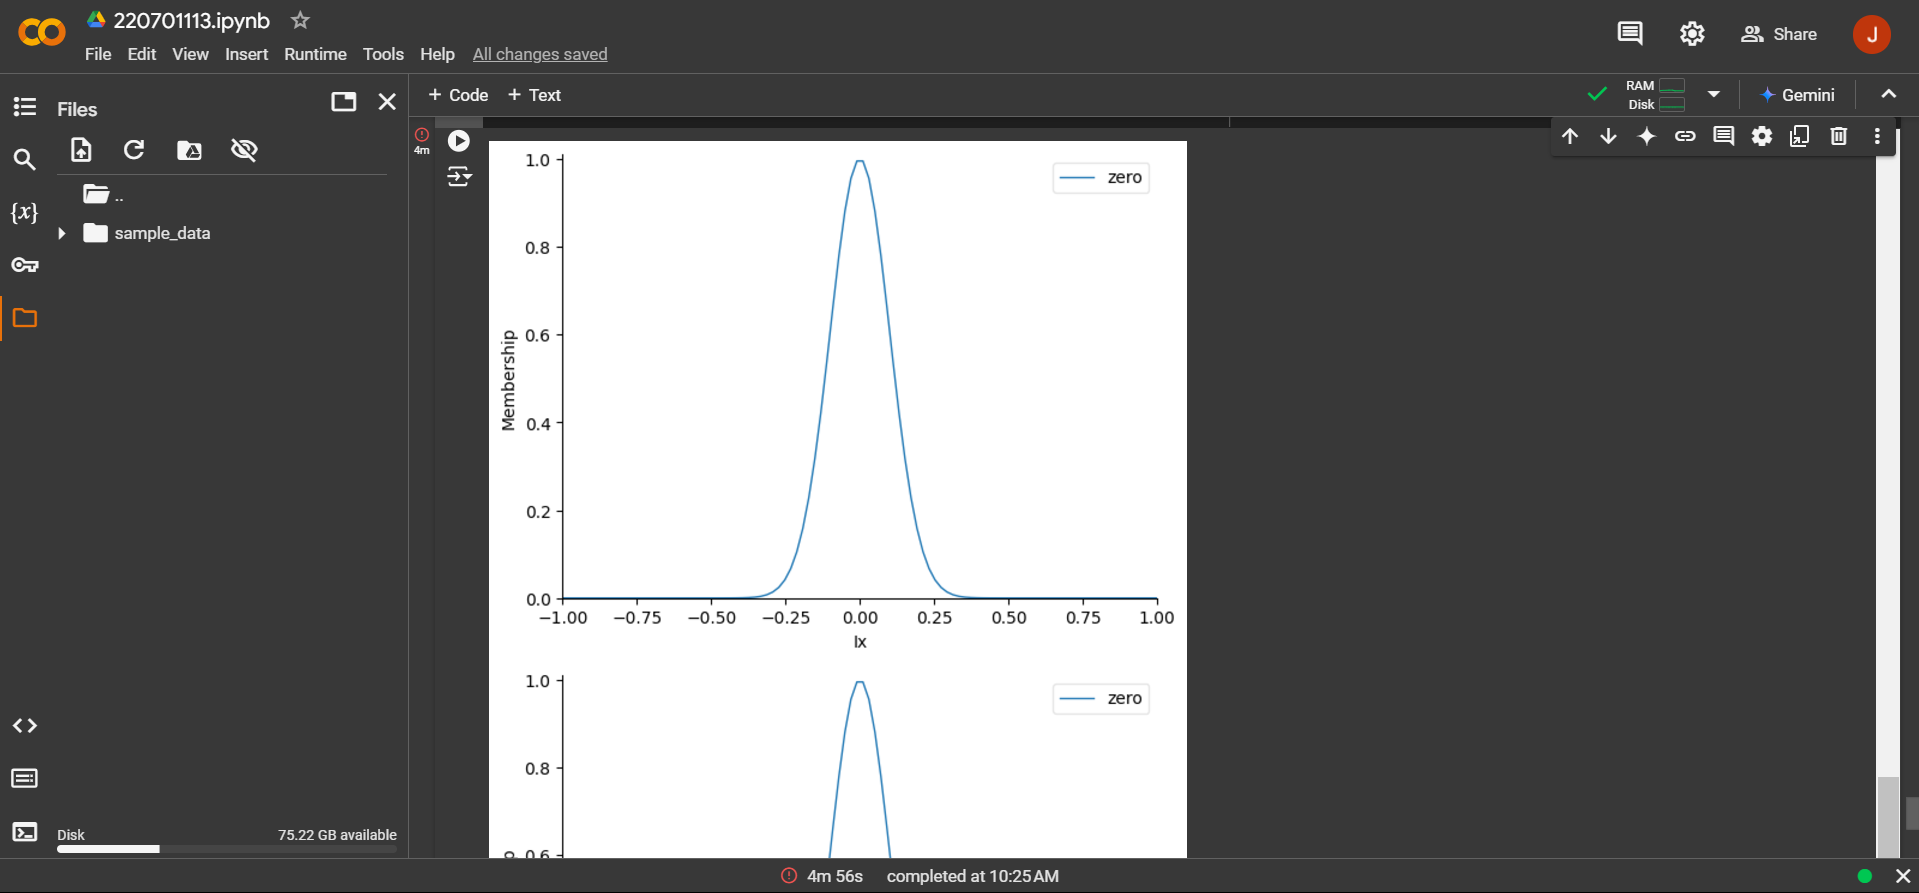 220701113.ipynb
File Edit View Insert Runtime Tools Help All changes saved
Share
J
Files
+ Code + Text
RAM
Disk
Gemini
4m
..
{x}
sample_data
1.0
0.8
0.6
0.4
0.2
0.0
Membership
zero
−1.00 −0.75 −0.50 −0.25 0.00 0.25 0.50 0.75 1.00
Ix
1.0
0.8
0.6
zero
Disk 75.22 GB available
4m 56s completed at 10:25 AM